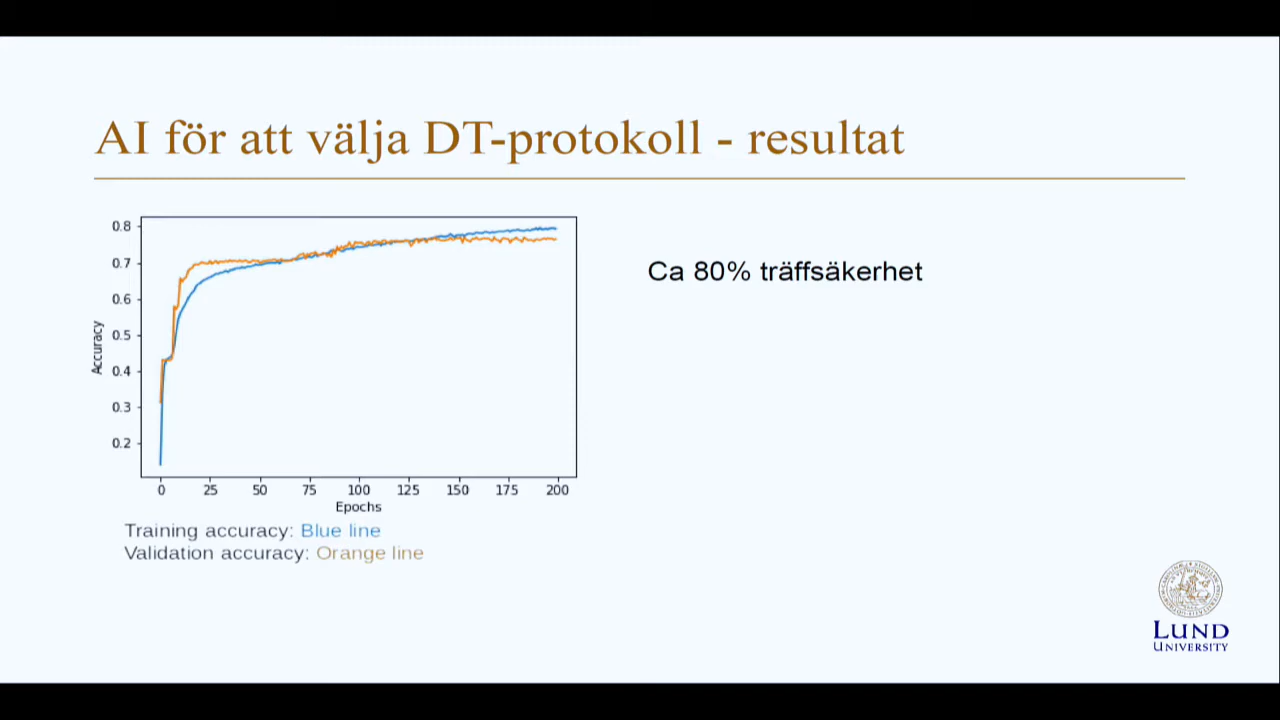 AI för att välja DT-protokoll - resultat
0.8
0.7
0.6
0.5
0.4
0.3
0.2
Accuracy
0 25 50 75 100 125 150 175 200
Epochs
Training accuracy: Blue line
Validation accuracy: Orange line
Ca 80% träffsäkerhet
LUND
UNIVERSITY